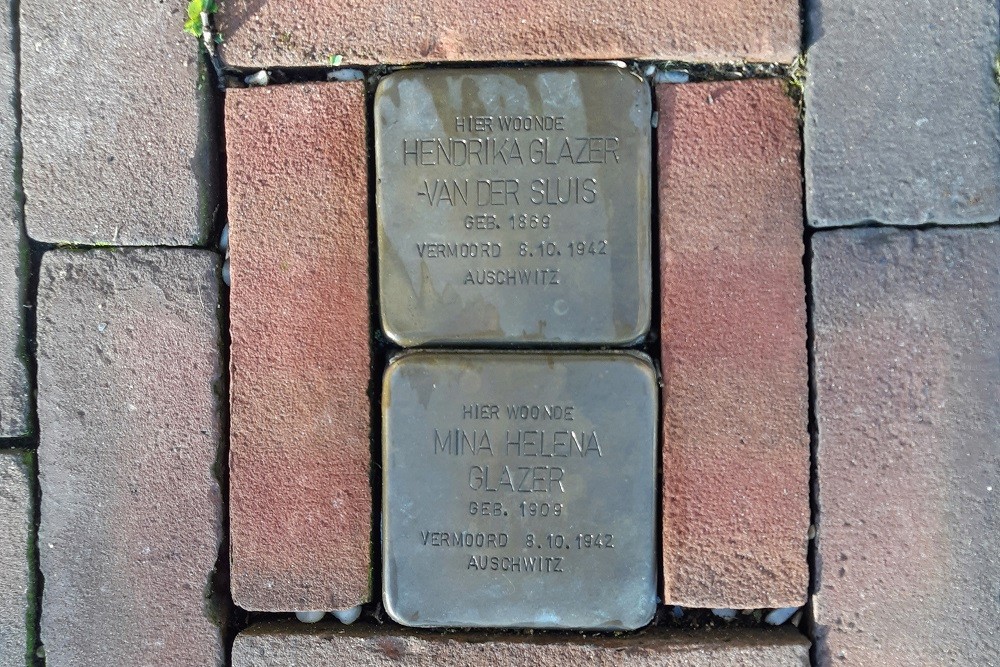 HIER WOONDE
HENDRIKA GLAZER
-VAN DER SLUIS
GEB. 1869
VERMOORD 8.10.1942
AUSCHWITZ
HIER WOONDE
MINA HELENA
GLAZER
GEB. 1909
VERMOORD 8.10.1942
AUSCHWITZ